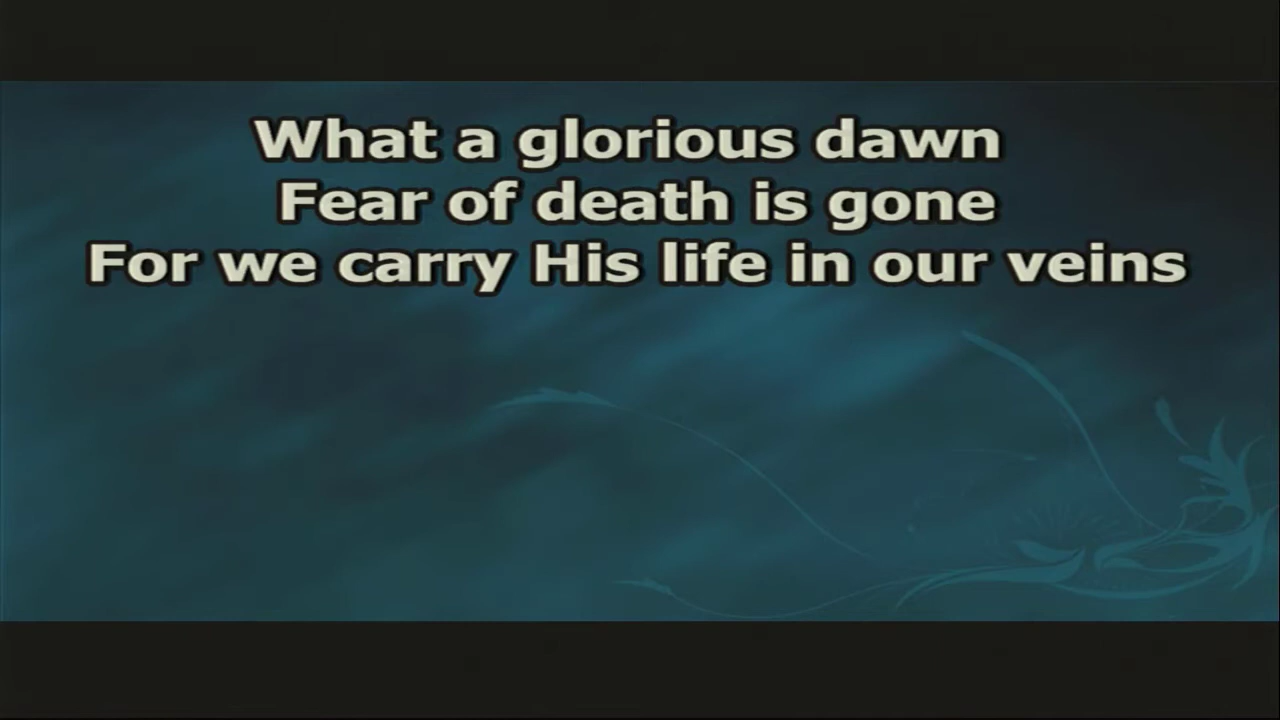 What a glorious dawn
Fear of death is gone
For we carry His life in our veins